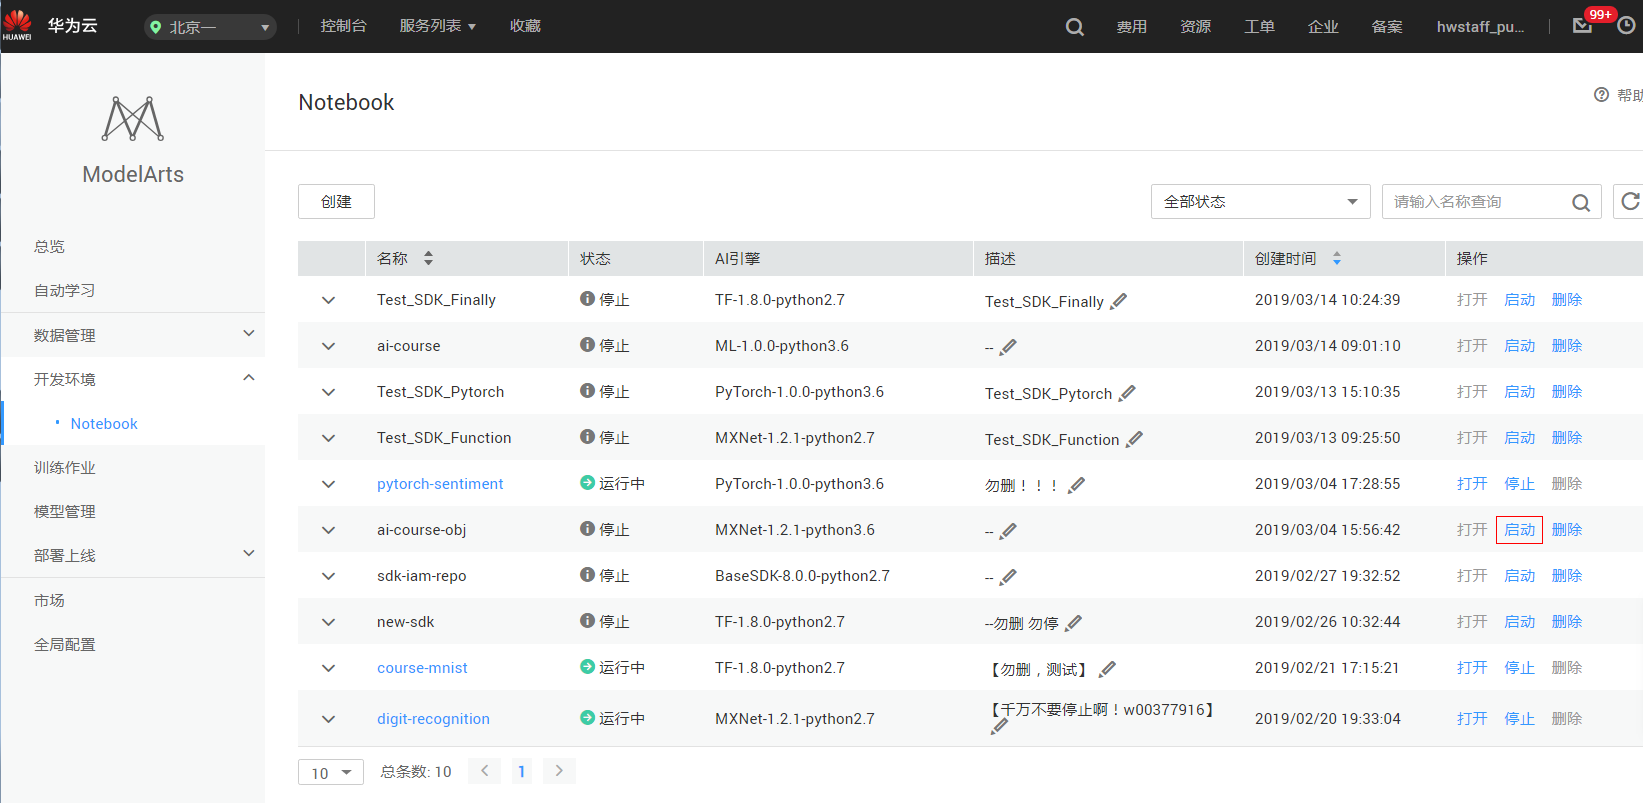 HUAWEI 华为云 北京一 控制台 服务列表 收藏 费用 资源 工单 企业 备案 hwstaff_pu... 99+
ModelArts
总览
自动学习
数据管理
开发环境
Notebook
训练作业
模型管理
部署上线
市场
全局配置
Notebook 帮助
创建 全部状态 请输入名称查询
名称 状态 AI引擎 描述 创建时间 操作
Test_SDK_Finally 停止 TF-1.8.0-python2.7 Test_SDK_Finally 2019/03/14 10:24:39 打开 启动 删除
ai-course 停止 ML-1.0.0-python3.6 -- 2019/03/14 09:01:10 打开 启动 删除
Test_SDK_Pytorch 停止 PyTorch-1.0.0-python3.6 Test_SDK_Pytorch 2019/03/13 15:10:35 打开 启动 删除
Test_SDK_Function 停止 MXNet-1.2.1-python2.7 Test_SDK_Function 2019/03/13 09:25:50 打开 启动 删除
pytorch-sentiment 运行中 PyTorch-1.0.0-python3.6 勿删！！！ 2019/03/04 17:28:55 打开 停止 删除
ai-course-obj 停止 MXNet-1.2.1-python3.6 -- 2019/03/04 15:56:42 打开 启动 删除
sdk-iam-repo 停止 BaseSDK-8.0.0-python2.7 -- 2019/02/27 19:32:52 打开 启动 删除
new-sdk 停止 TF-1.8.0-python2.7 --勿删 勿停 2019/02/26 10:32:44 打开 启动 删除
course-mnist 运行中 TF-1.8.0-python2.7 【勿删，测试】 2019/02/21 17:15:21 打开 停止 删除
digit-recognition 运行中 MXNet-1.2.1-python2.7 【千万不要停止啊！w00377916】 2019/02/20 19:33:04 打开 停止 删除
10 总条数: 10 1